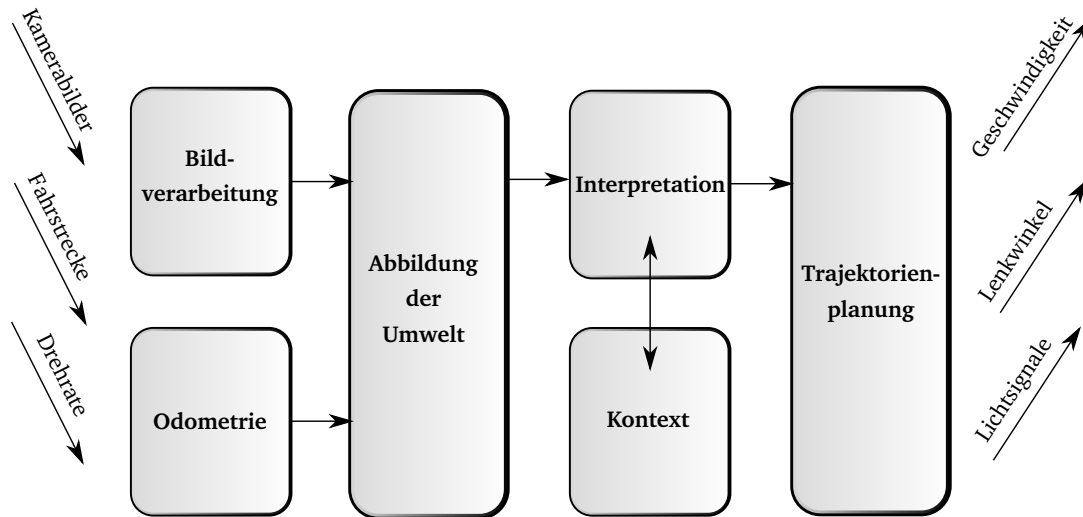 Kamerabilder
Fahrstrecke
Drehrate
Bild-
verarbeitung
Odometrie
Abbildung
der
Umwelt
Interpretation
Kontext
Trajektorien-
planung
Geschwindigkeit
Lenkwinkel
Lichtsignale